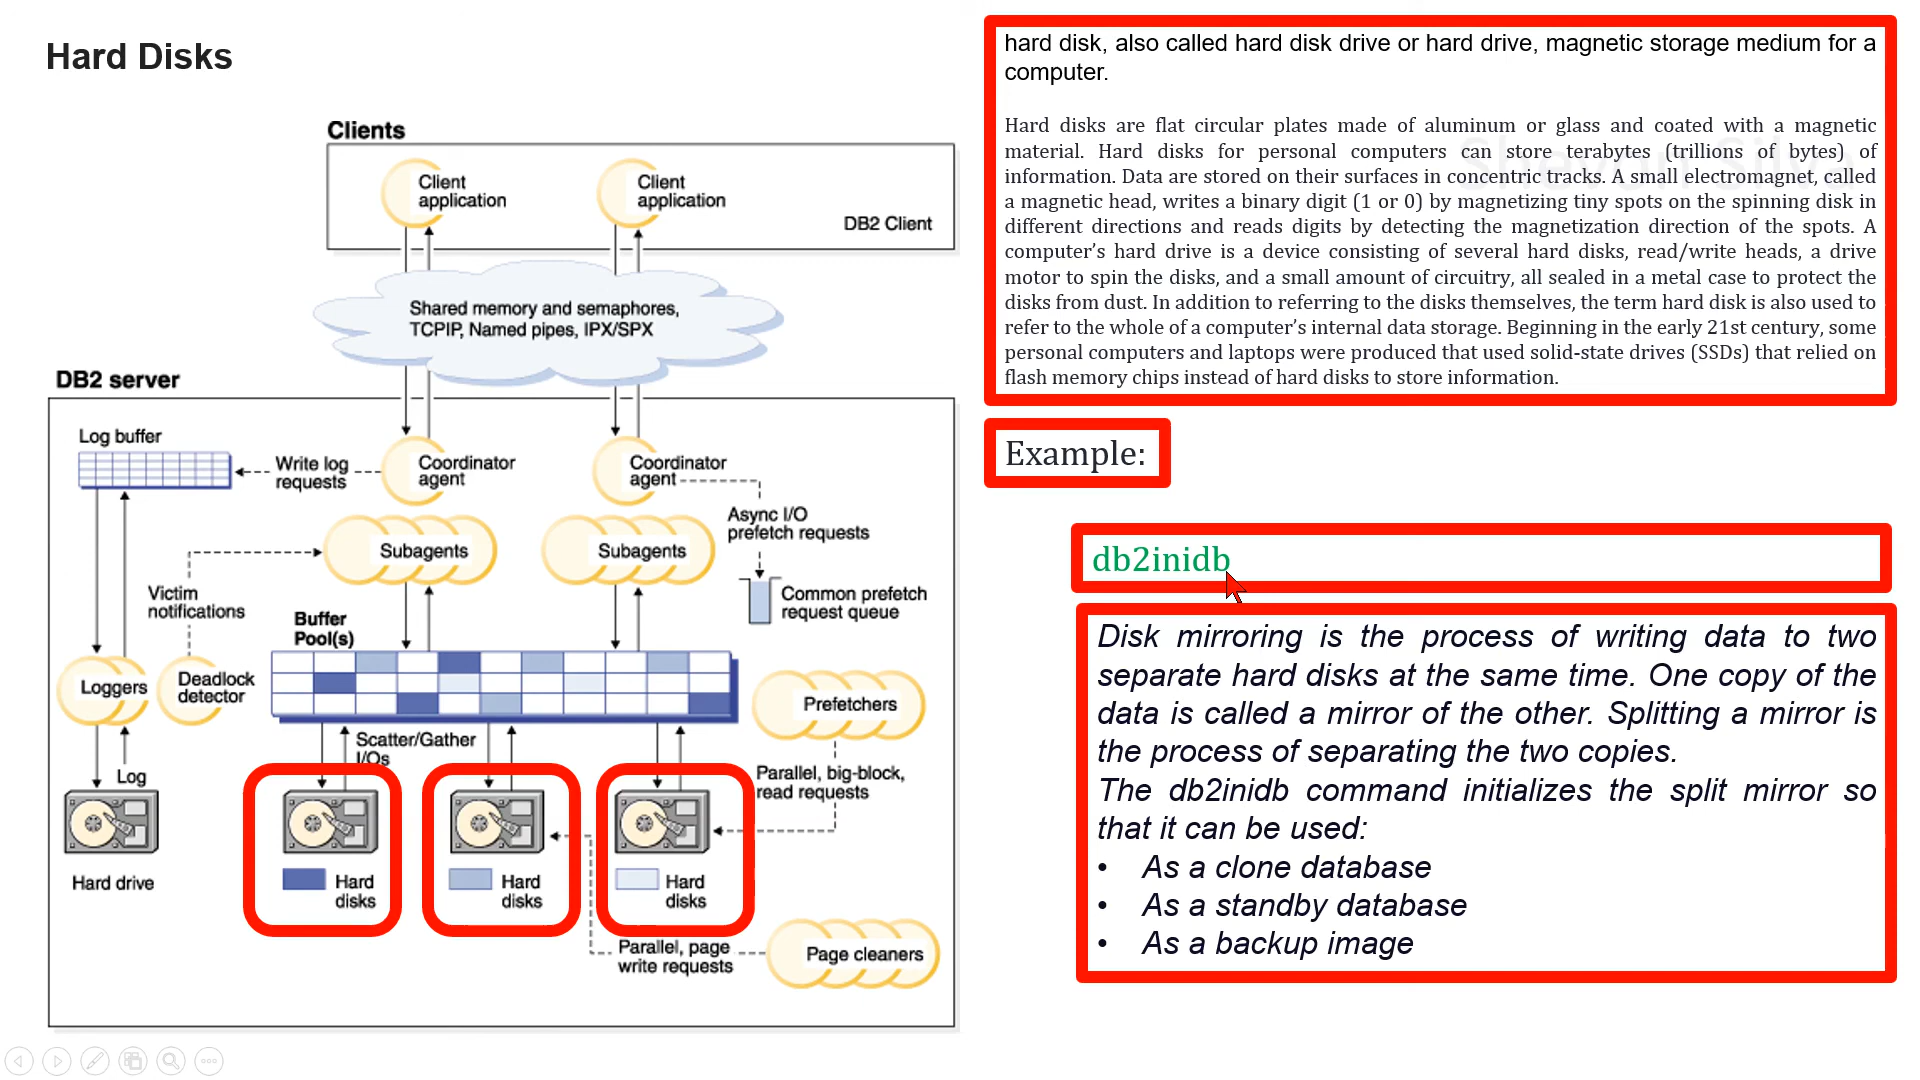 Hard Disks
Clients
Client
application
Client
application
DB2 Client
Shared memory and semaphores,
TCPIP, Named pipes, IPX/SPX
DB2 server
Log buffer
Write log
requests
Coordinator
agent
Coordinator
agent
Async I/O
prefetch requests
Subagents
Subagents
Victim
notifications
Common prefetch
request queue
Buffer
Pool(s)
Loggers
Deadlock
detector
Prefetchers
Scatter/Gather
I/Os
Log
Parallel, big-block,
read requests
Hard drive
Hard
disks
Hard
disks
Hard
disks
Parallel, page
write requests
Page cleaners
hard disk, also called hard disk drive or hard drive, magnetic storage medium for a
computer.
Hard disks are flat circular plates made of aluminum or glass and coated with a magnetic
material. Hard disks for personal computers can store terabytes (trillions of bytes) of
information. Data are stored on their surfaces in concentric tracks. A small electromagnet, called
a magnetic head, writes a binary digit (1 or 0) by magnetizing tiny spots on the spinning disk in
different directions and reads digits by detecting the magnetization direction of the spots. A
computer’s hard drive is a device consisting of several hard disks, read/write heads, a drive
motor to spin the disks, and a small amount of circuitry, all sealed in a metal case to protect the
disks from dust. In addition to referring to the disks themselves, the term hard disk is also used to
refer to the whole of a computer’s internal data storage. Beginning in the early 21st century, some
personal computers and laptops were produced that used solid-state drives (SSDs) that relied on
flash memory chips instead of hard disks to store information.
Example:
db2inidb
Disk mirroring is the process of writing data to two
separate hard disks at the same time. One copy of the
data is called a mirror of the other. Splitting a mirror is
the process of separating the two copies.
The db2inidb command initializes the split mirror so
that it can be used:
• As a clone database
• As a standby database
• As a backup image